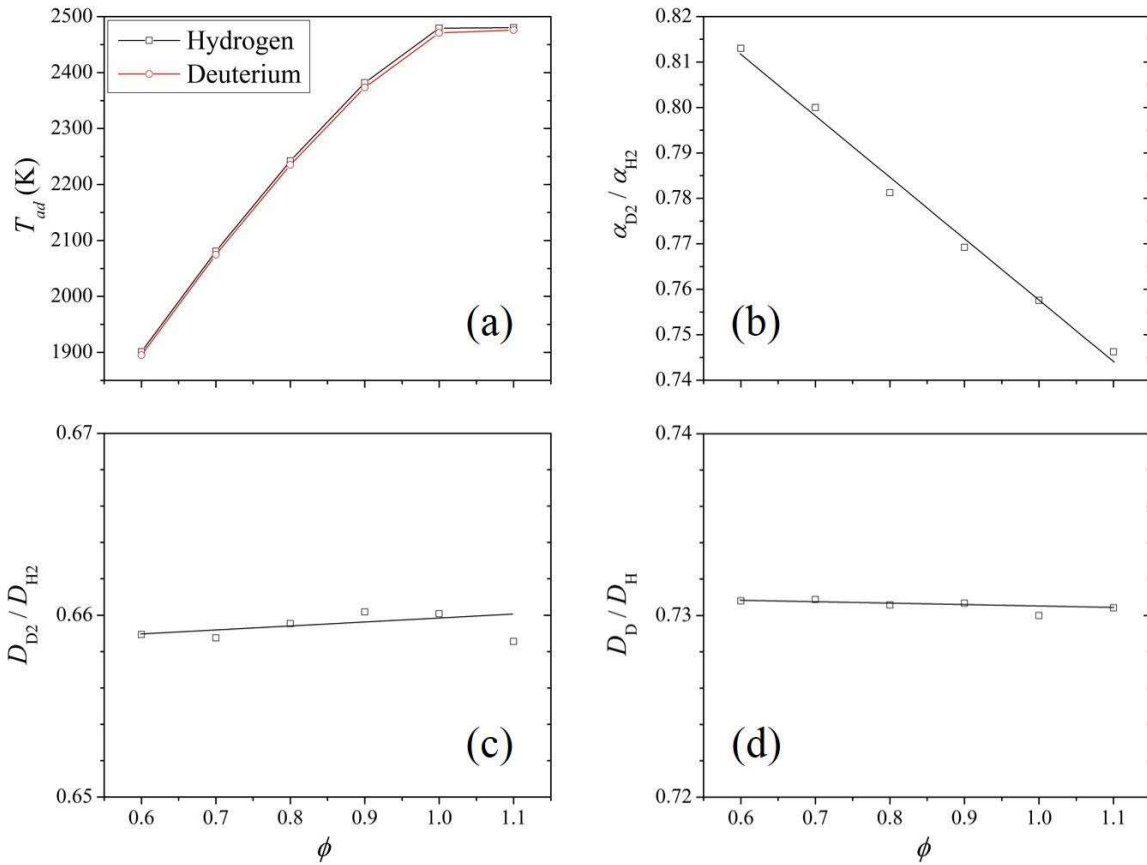 2500
2400
2300
2200
2100
2000
1900
T_ad (K)
Hydrogen
Deuterium
(a)
0.82
0.81
0.80
0.79
0.78
0.77
0.76
0.75
0.74
α_D2 / α_H2
(b)
0.67
0.66
0.65
D_D2 / D_H2
(c)
0.6 0.7 0.8 0.9 1.0 1.1
ϕ
0.74
0.73
0.72
D_D / D_H
(d)
0.6 0.7 0.8 0.9 1.0 1.1
ϕ